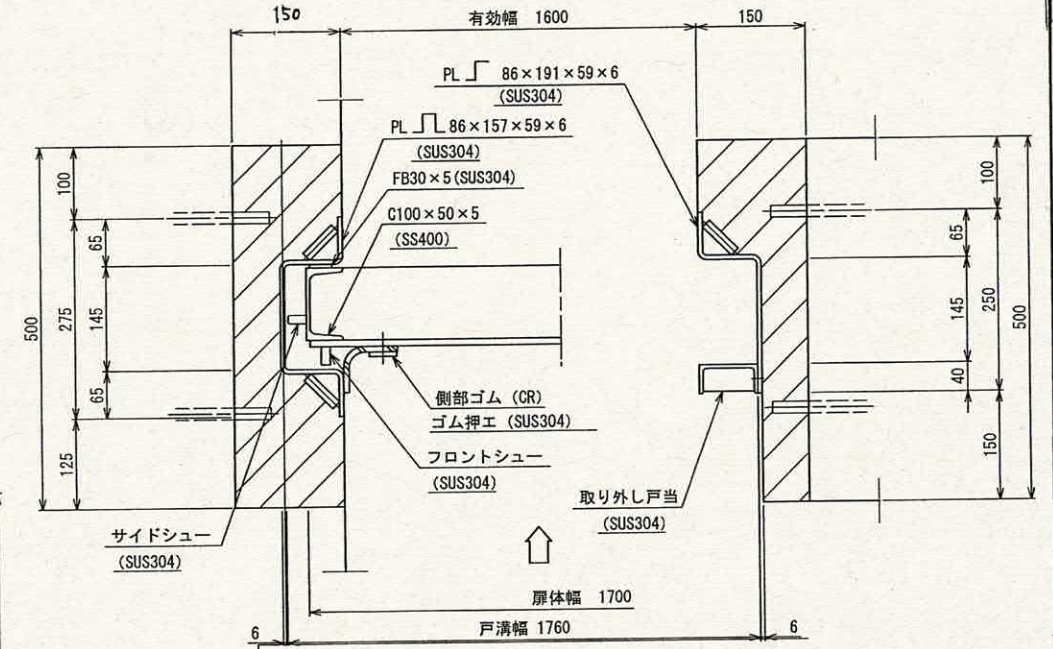 150
有効幅 1600
150
PL 86×191×59×6
(SUS304)
PL 86×157×59×6
(SUS304)
FB30×5(SUS304)
C100×50×5
(SS400)
100
65
500
275
145
65
125
100
65
145
250
500
40
150
側部ゴム (CR)
ゴム押エ (SUS304)
フロントシュー
(SUS304)
取り外し戸当
(SUS304)
サイドシュー
(SUS304)
扉体幅 1700
戸溝幅 1760
6
6